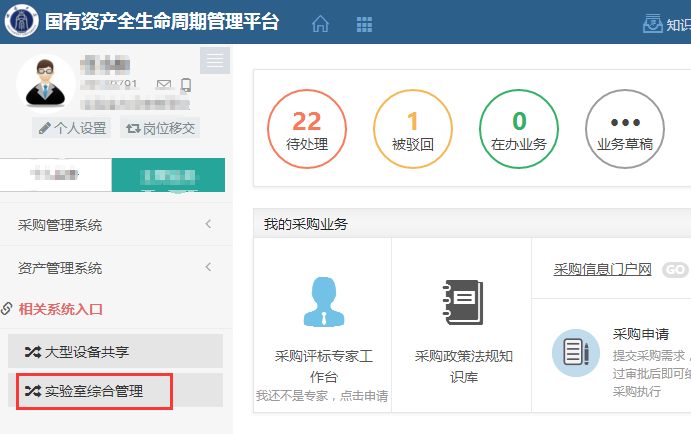 国有资产全生命周期管理平台
知识
个人设置
岗位移交
采购管理系统
资产管理系统
相关系统入口
大型设备共享
实验室综合管理
22
待处理
1
被驳回
0
在办业务
业务草稿
我的采购业务
采购评标专家工
作台
我还不是专家，点击申请
采购政策法规知
识库
采购信息门户网 GO
采购申请
提交采购需求，
过审批后即可纳
采购执行